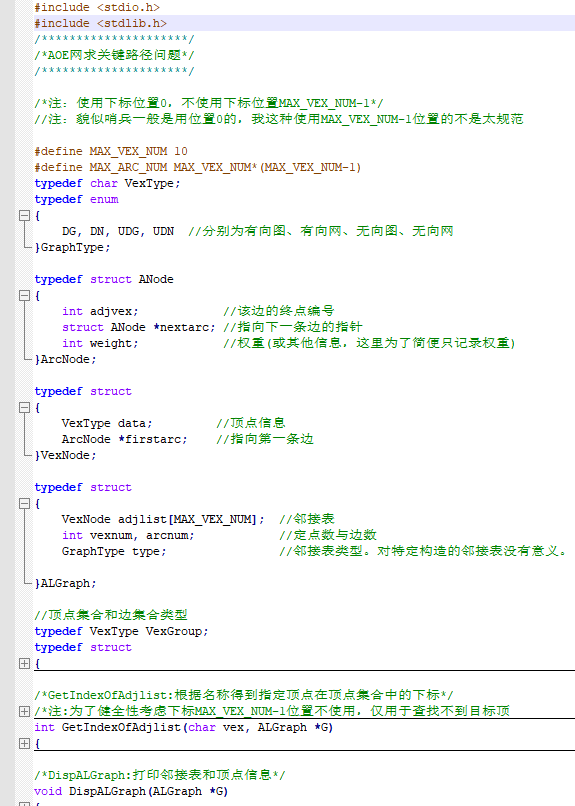 #include <stdio.h>
#include <stdlib.h>
/*********************/
/*AOE网求关键路径问题*/
/*********************/
/*注: 使用下标位置0, 不使用下标位置MAX_VEX_NUM-1*/
//注: 貌似哨兵一般是用位置0的, 我这种使用MAX_VEX_NUM-1位置的不是太规范
#define MAX_VEX_NUM 10
#define MAX_ARC_NUM MAX_VEX_NUM*(MAX_VEX_NUM-1)
typedef char VexType;
typedef enum
{
DG, DN, UDG, UDN //分别为有向图、有向网、无向图、无向网
}GraphType;
typedef struct ANode
{
int adjvex; //该边的终点编号
struct ANode *nextarc; //指向下一条边的指针
int weight; //权重(或其他信息, 这里为了简便只记录权重)
}ArcNode;
typedef struct
{
VexType data; //顶点信息
ArcNode *firstarc; //指向第一条边
}VexNode;
typedef struct
{
VexNode adjlist[MAX_VEX_NUM]; //邻接表
int vexnum, arcnum; //定点数与边数
GraphType type; //邻接表类型。对特定构造的邻接表没有意义。
}ALGraph;
//顶点集合和边集合类型
typedef VexType VexGroup;
typedef struct
{
/*GetIndexOfAdjlist:根据名称得到指定顶点在顶点集合中的下标*/
/*注:为了健全性考虑下标MAX_VEX_NUM-1位置不使用, 仅用于查找不到目标顶
int GetIndexOfAdjlist(char vex, ALGraph *G)
{
/*DispALGraph:打印邻接表和顶点信息*/
void DispALGraph(ALGraph *G)
{